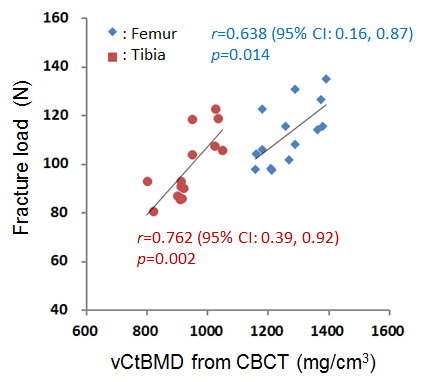 : Femur
: Tibia
r=0.638 (95% CI: 0.16, 0.87)
p=0.014
Fracture load (N)
140
120
100
80
60
40
r=0.762 (95% CI: 0.39, 0.92)
p=0.002
600 800 1000 1200 1400 1600
vCtBMD from CBCT (mg/cm³)